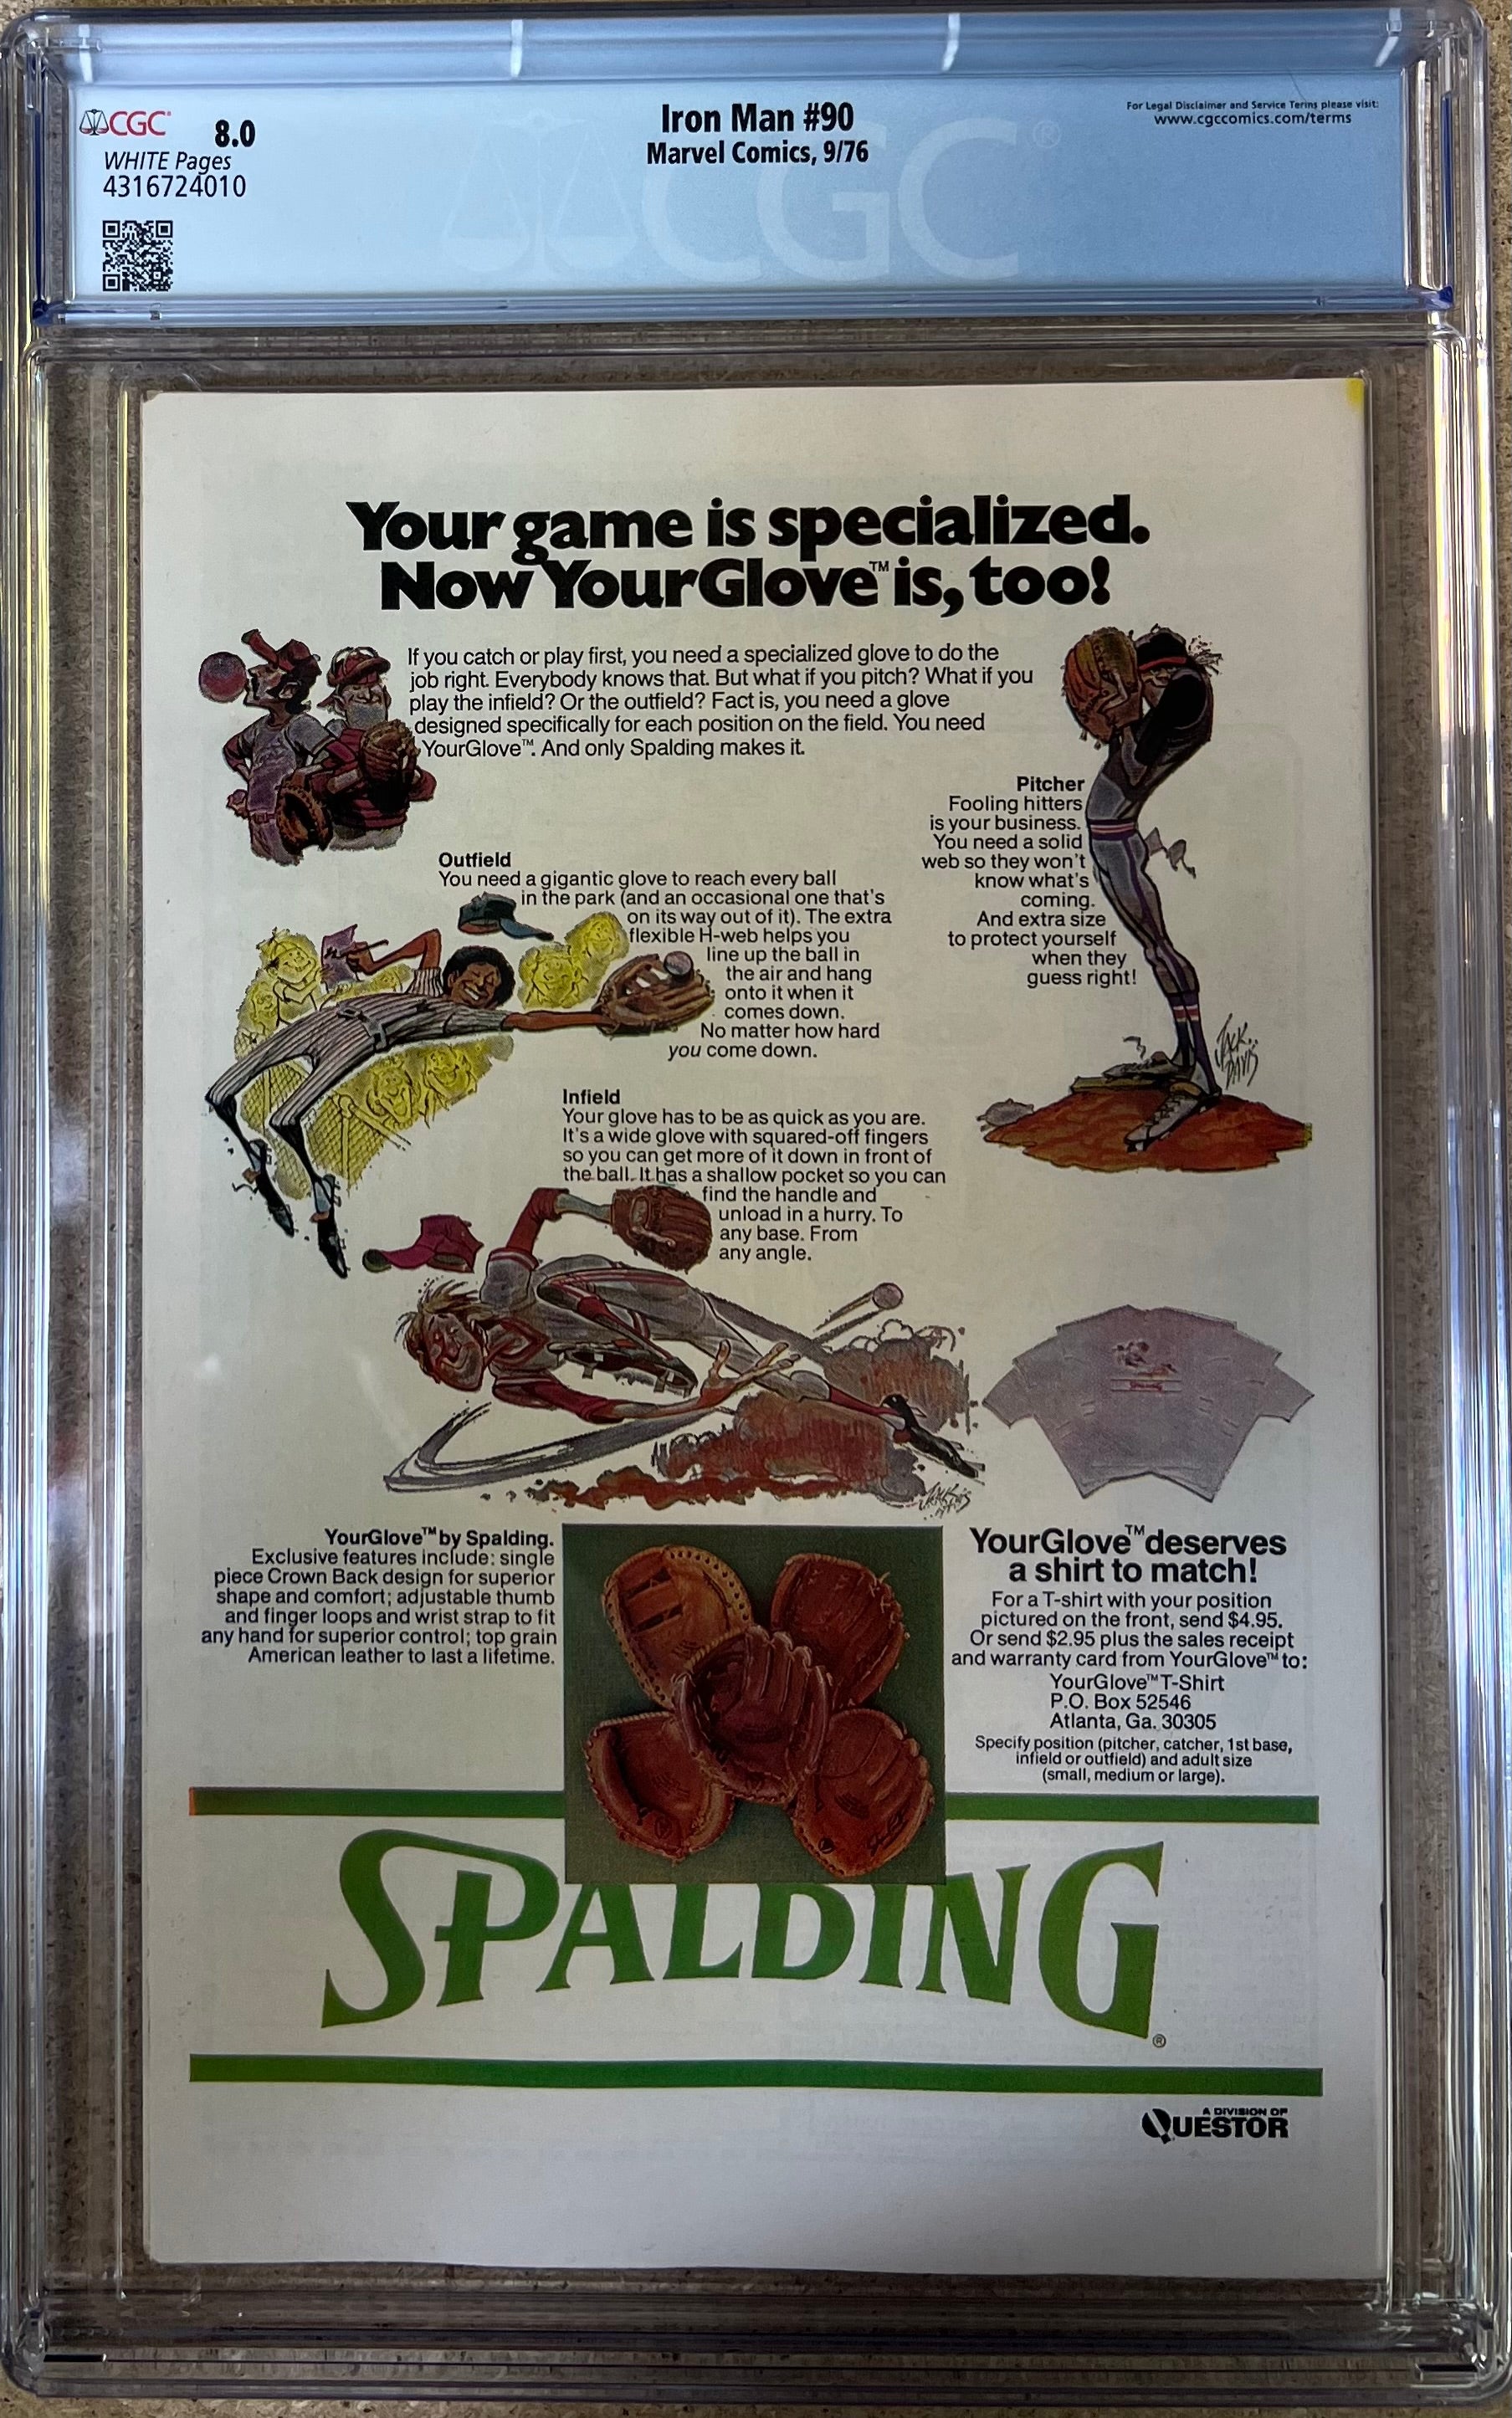 CGC
8.0
WHITE Pages
4316724010
Iron Man #90
Marvel Comics, 9/76
For Legal Disclaimer and Service Terms please visit:
www.cgccomics.com/terms
CGC®
Your game is specialized.
Now YourGlove™ is, too!
If you catch or play first, you need a specialized glove to do the
job right. Everybody knows that. But what if you pitch? What if you
play the infield? Or the outfield? Fact is, you need a glove
designed specifically for each position on the field. You need
YourGlove™. And only Spalding makes it.
Pitcher
Fooling hitters
is your business.
You need a solid
web so they won't
know what's
coming.
And extra size
to protect yourself
when they
guess right!
JACK..
DAVIS
Outfield
You need a gigantic glove to reach every ball
in the park (and an occasional one that's
on its way out of it). The extra
flexible H-web helps you
line up the ball in
the air and hang
onto it when it
comes down.
No matter how hard
you come down.
Infield
Your glove has to be as quick as you are.
It's a wide glove with squared-off fingers
so you can get more of it down in front of
the ball. It has a shallow pocket so you can
find the handle and
unload in a hurry. To
any base. From
any angle.
YourGlove™ by Spalding.
Exclusive features include: single
piece Crown Back design for superior
shape and comfort; adjustable thumb
and finger loops and wrist strap to fit
any hand for superior control; top grain
American leather to last a lifetime.
YourGlove™ deserves
a shirt to match!
For a T-shirt with your position
pictured on the front, send $4.95.
Or send $2.95 plus the sales receipt
and warranty card from YourGlove™ to:
YourGlove™ T-Shirt
P.O. Box 52546
Atlanta, Ga. 30305
Specify position (pitcher, catcher, 1st base,
infield or outfield) and adult size
(small, medium or large).
SPALDING®
A DIVISION OF
QUESTOR